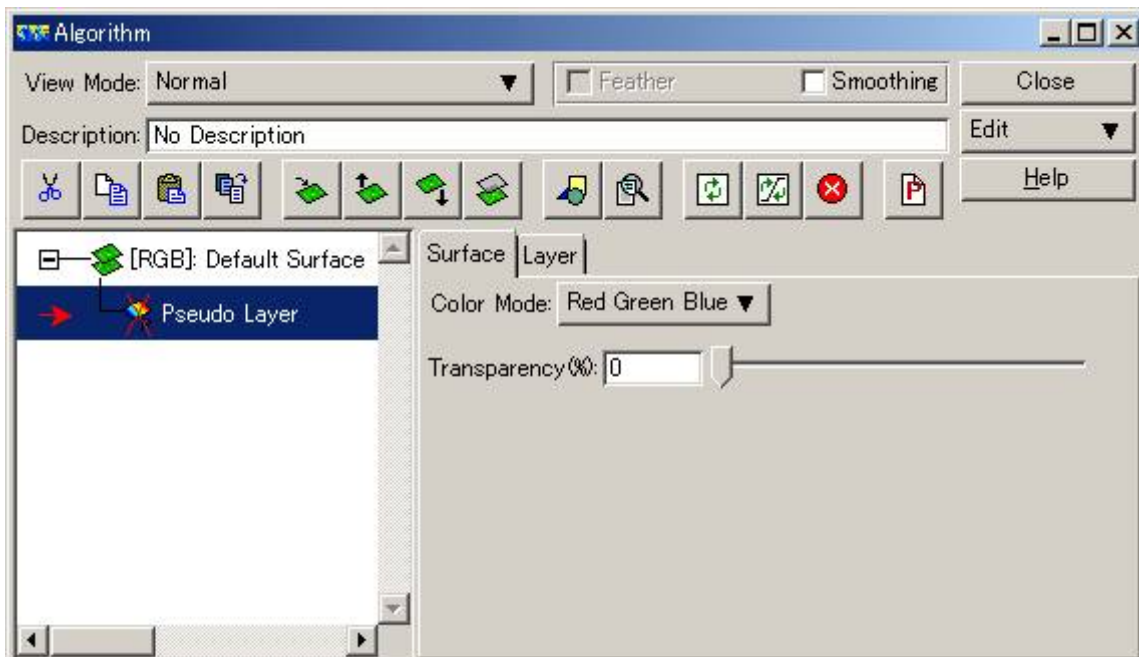 Algorithm
View Mode: Normal Feather Smoothing Close
Description: No Description Edit
Help
[RGB]: Default Surface
Pseudo Layer
Surface Layer
Color Mode: Red Green Blue
Transparency(%): 0